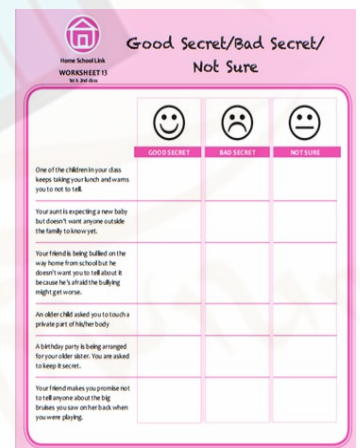 Good Secret/Bad Secret/
Not Sure
Home School Link
WORKSHEET 13
1st & 2nd class
GOOD SECRET BAD SECRET NOT SURE
One of the children in your class
keeps taking your lunch and warns
you to not to tell.
Your aunt is expecting a new baby
but doesn't want anyone outside
the family to know yet.
Your friend is being bullied on the
way home from school but he
doesn't want you to tell about it
because he's afraid the bullying
might get worse.
An older child asked you to touch a
private part of his/her body
A birthday party is being arranged
for your older sister. You are asked
to keep it secret.
Your friend makes you promise not
to tell anyone about the big
bruises you saw on her back when
you were playing.